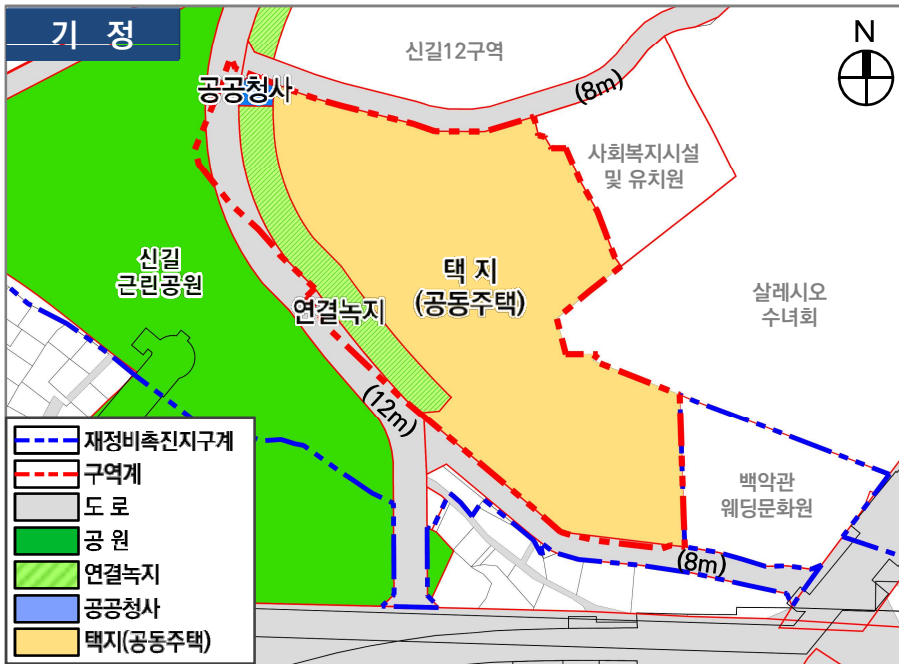 기 정
신길12구역
N
공공청사
(8m)
사회복지시설
및 유치원
신길
근린공원
택 지
(공동주택)
연결녹지
살레시오
수녀회
(12m)
백악관
웨딩문화원
(8m)
재정비촉진지구계
구역계
도 로
공 원
연결녹지
공공청사
택지(공동주택)